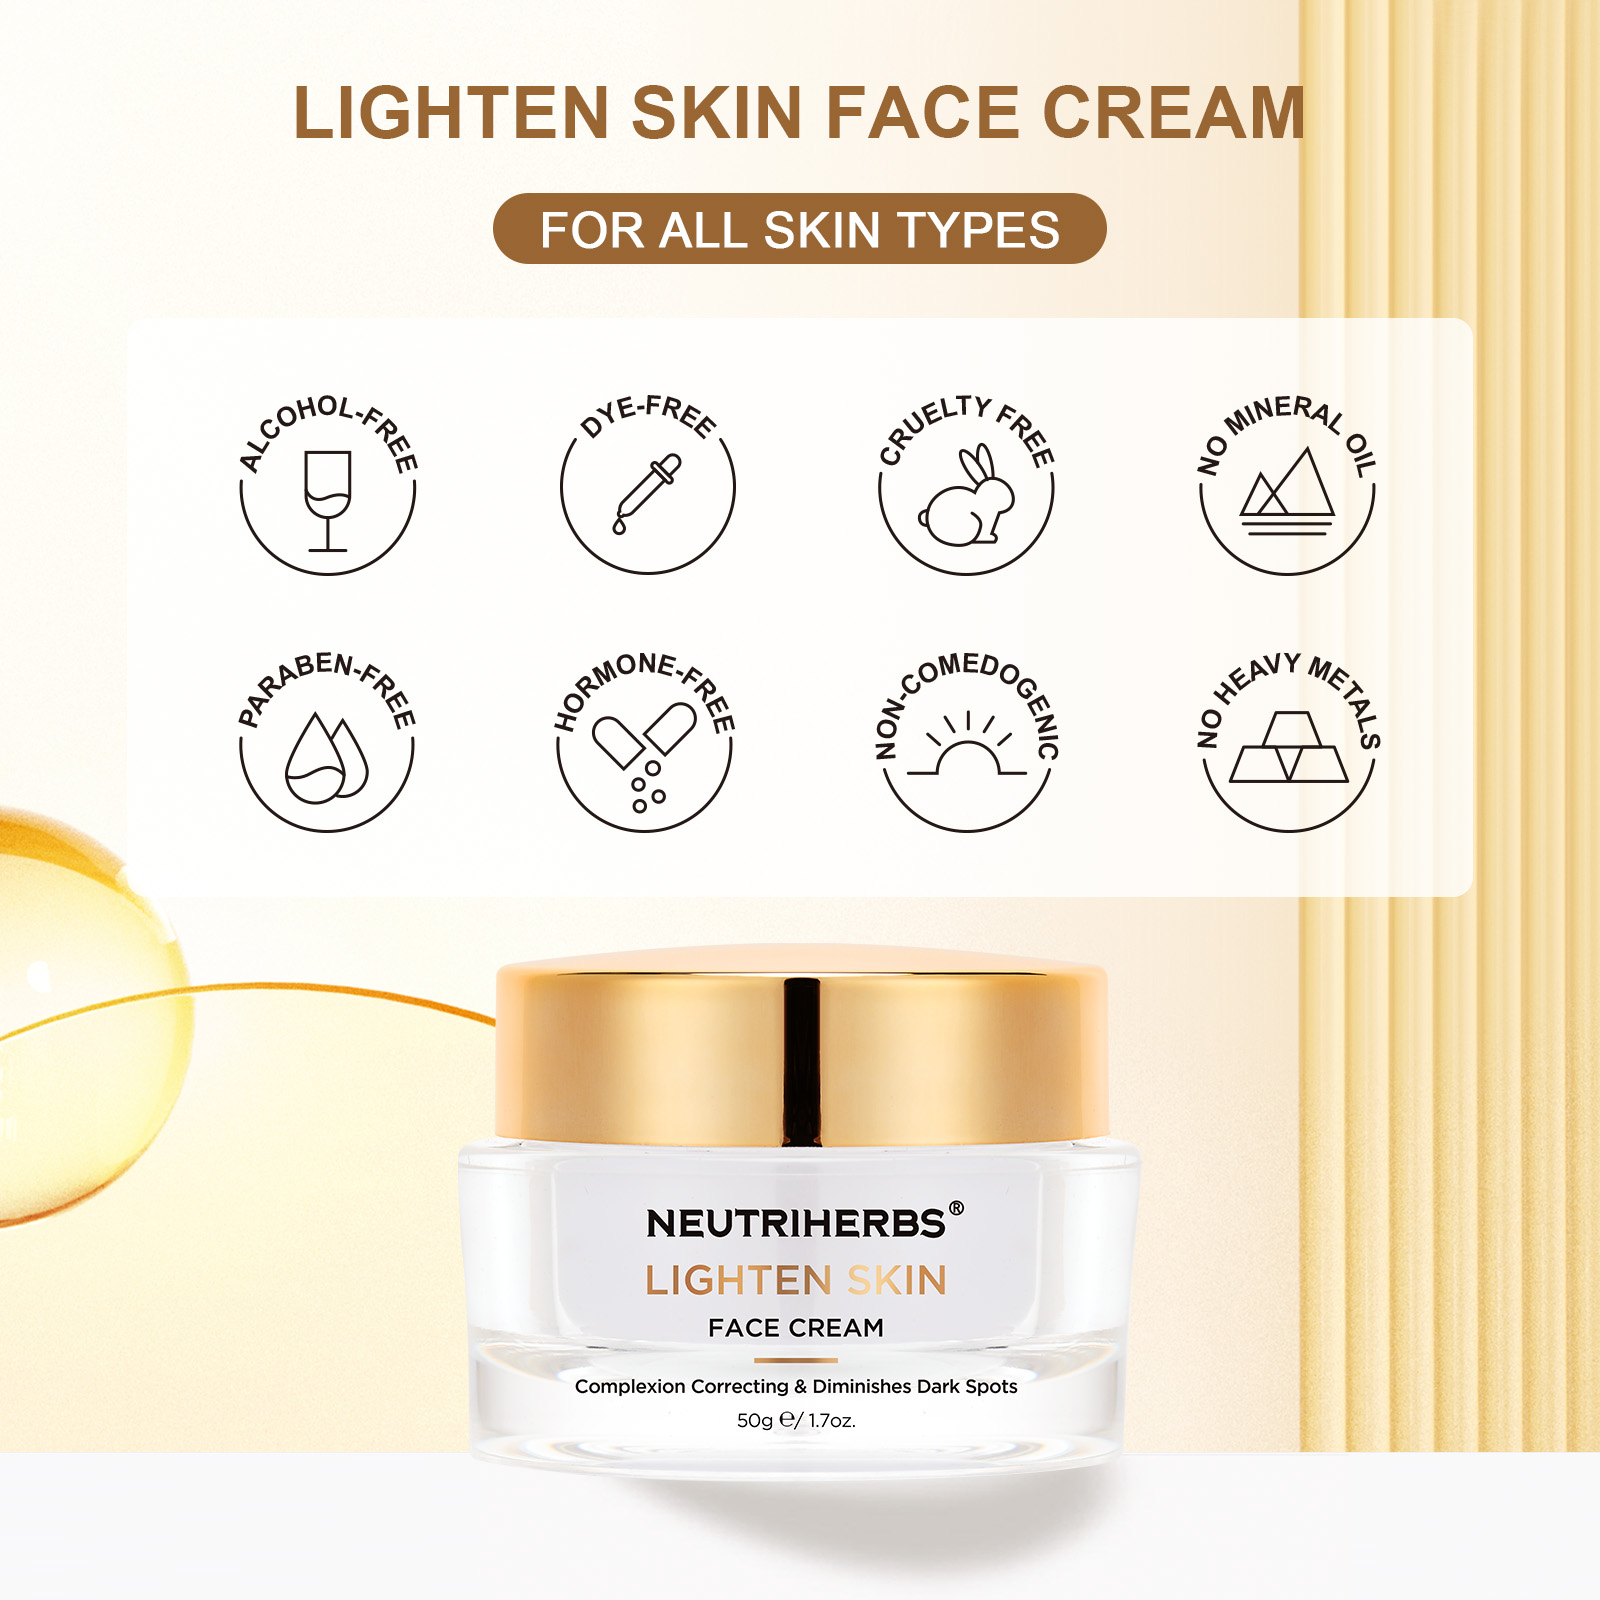 LIGHTEN SKIN FACE CREAM
FOR ALL SKIN TYPES
ALCOHOL-FREE
DYE-FREE
CRUELTY FREE
NO MINERAL OIL
PARABEN-FREE
HORMONE-FREE
NON-COMEDOGENIC
NO HEAVY METALS
NEUTRIHERBS®
LIGHTEN SKIN
FACE CREAM
Complexion Correcting & Diminishes Dark Spots
50g ℮/ 1.7oz.